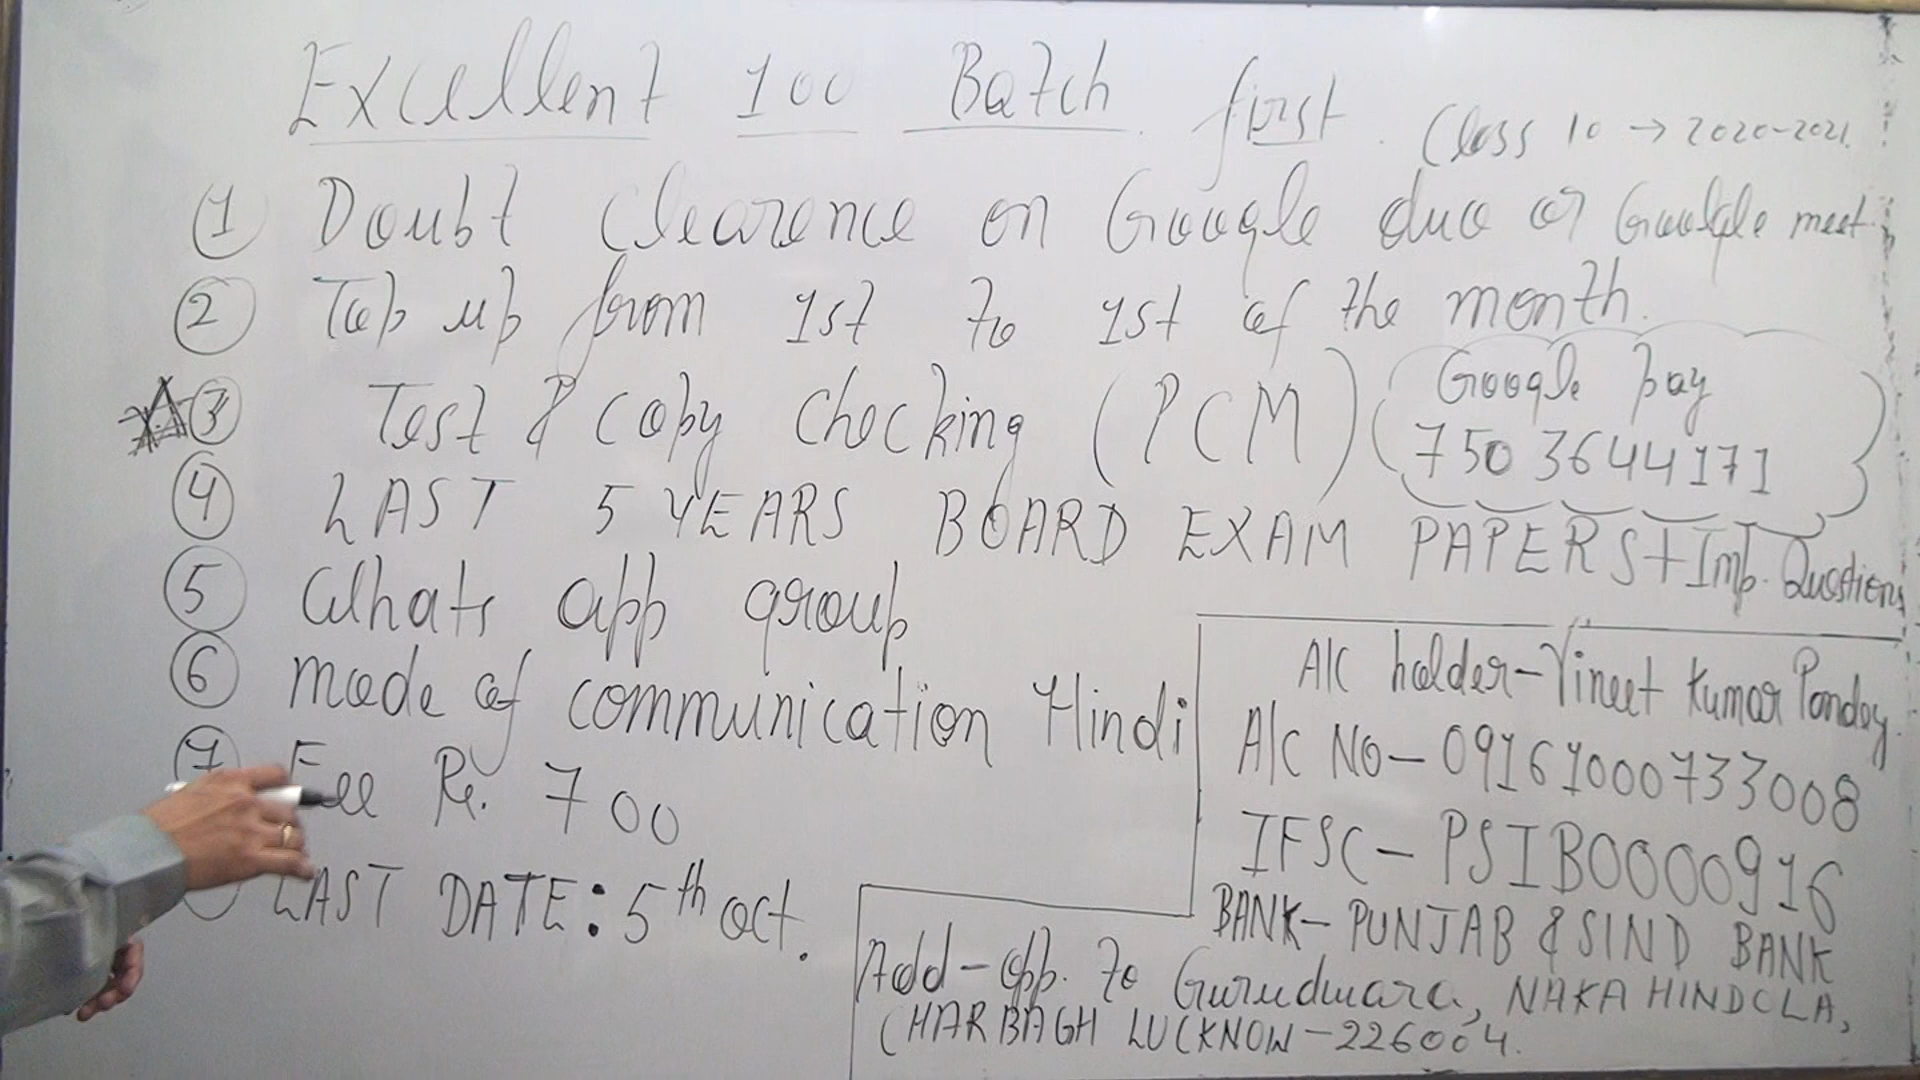 Excellent 100 Batch first. Class 10 → 2020-2021.
① Doubt Clearence on Google duo or Google meet.
② Top up from 1st to 1st of the month.
③ Test & copy checking (PCM)
Google pay
7503644171
④ LAST 5 YEARS BOARD EXAM PAPERS + Imp. Questions
⑤ Whats app group
⑥ mode of communication Hindi
⑦ Fee Rs. 700
LAST DATE: 5th oct.
A/C holder - Vineet Kumar Pandey
A/C NO - 09161000733008
IFSC - PSIB0000916
BANK - PUNJAB & SIND BANK
Add - opp. to Gurudwara, NAKA HINDOLA,
CHARBAGH LUCKNOW - 226004.